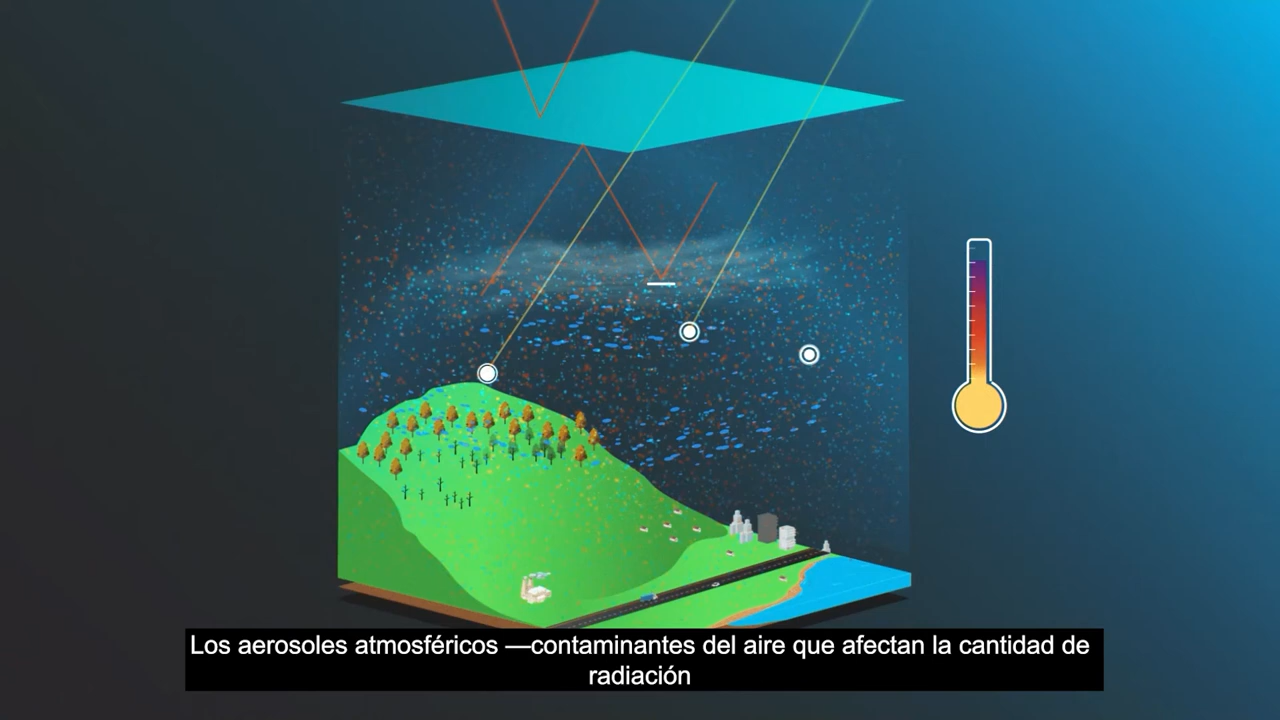 Los aerosoles atmosféricos —contaminantes del aire que afectan la cantidad de
radiación